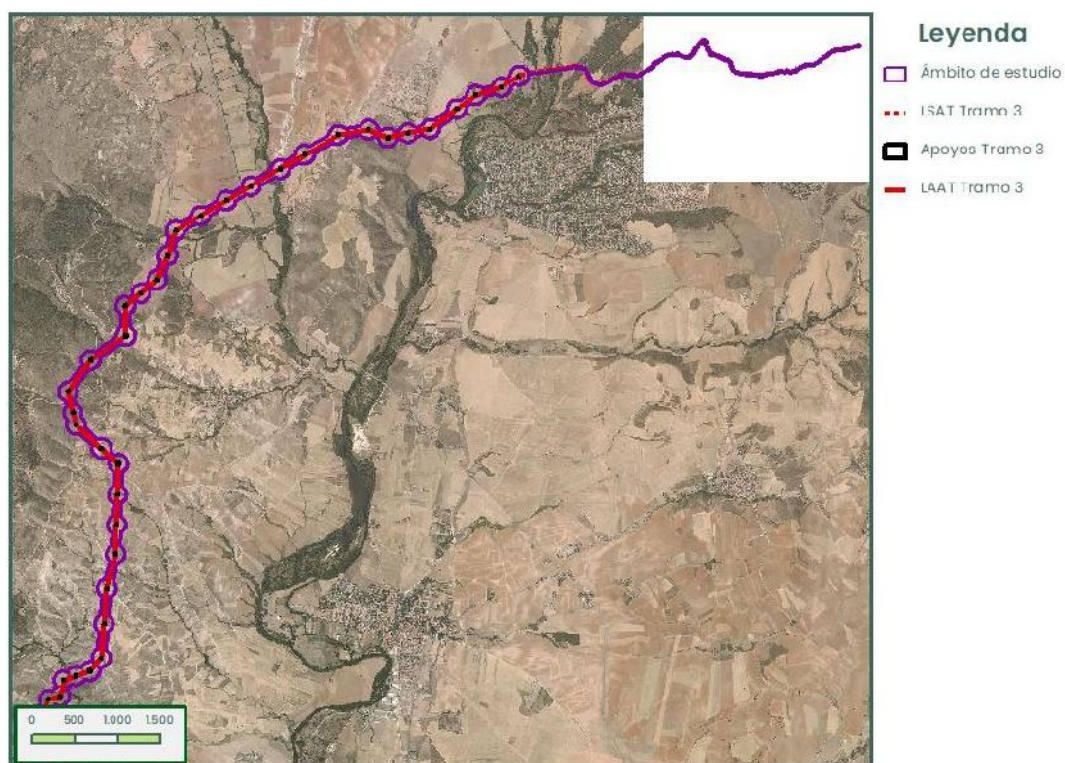 Leyenda
Ámbito de estudio
LSAT Tramo 3
Apoyos Tramo 3
LAAT Tramo 3
0 500 1.000 1.500